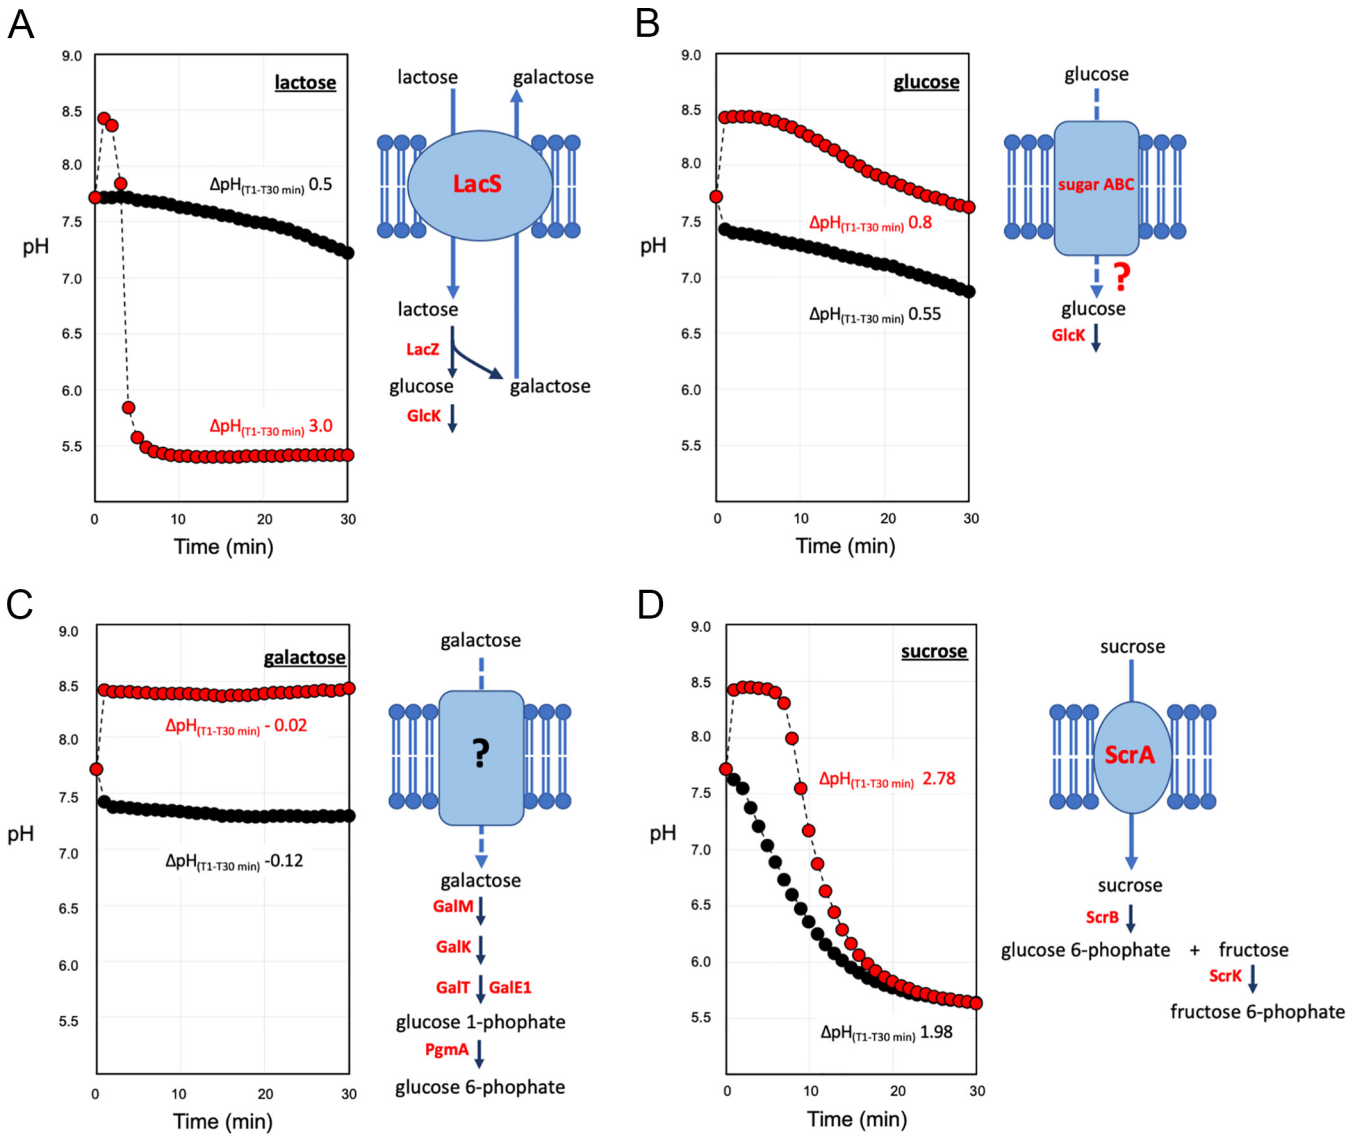 A
9.0
8.5
8.0
7.5
7.0
6.5
6.0
5.5
pH
lactose
ΔpH(T1-T30 min) 0.5
ΔpH(T1-T30 min) 3.0
0 10 20 30
Time (min)
lactose galactose
LacS
lactose
LacZ
glucose galactose
GlcK
B
9.0
8.5
8.0
7.5
7.0
6.5
6.0
5.5
pH
glucose
ΔpH(T1-T30 min) 0.8
ΔpH(T1-T30 min) 0.55
0 10 20 30
Time (min)
glucose
sugar ABC
?
glucose
GlcK
C
9.0
8.5
8.0
7.5
7.0
6.5
6.0
5.5
pH
galactose
ΔpH(T1-T30 min) - 0.02
ΔpH(T1-T30 min) -0.12
0 10 20 30
Time (min)
galactose
?
galactose
GalM
GalK
GalT GalE1
glucose 1-phophate
PgmA
glucose 6-phophate
D
9.0
8.5
8.0
7.5
7.0
6.5
6.0
5.5
pH
sucrose
ΔpH(T1-T30 min) 2.78
ΔpH(T1-T30 min) 1.98
0 10 20 30
Time (min)
sucrose
ScrA
sucrose
ScrB
glucose 6-phophate + fructose
ScrK
fructose 6-phophate